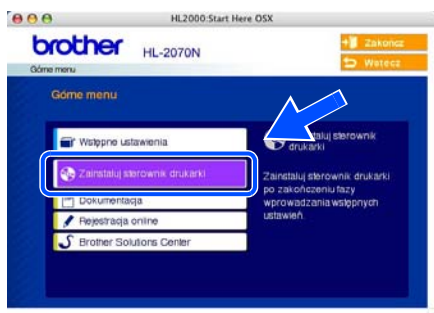 HL2000:Start Here OSX
brother
HL-2070N
Zakończ
Wstecz
Górne menu
Górne menu
Wstępne ustawienia
Zainstaluj sterownik drukarki
Dokumentacja
Rejestracja online
Brother Solutions Center
sterownik
drukarki
Zainstaluj sterownik drukarki
po zakończeniu fazy
wprowadzania wstępnych
ustawień.